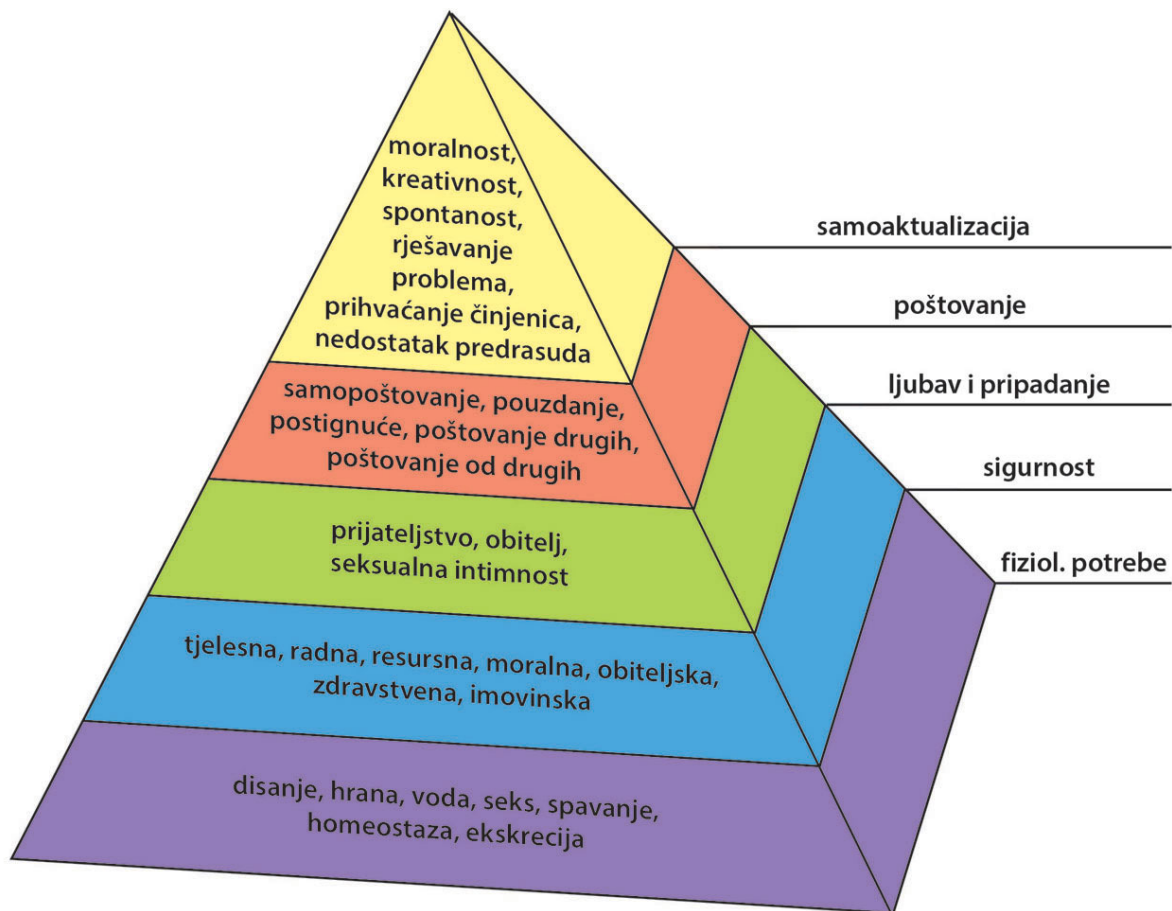 moralnost,
kreativnost,
spontanost,
rješavanje
problema,
prihvaćanje činjenica,
nedostatak predrasuda
samoaktualizacija
samopoštovanje, pouzdanje,
postignuće, poštovanje drugih,
poštovanje od drugih
poštovanje
prijateljstvo, obitelj,
seksualna intimnost
ljubav i pripadanje
tjelesna, radna, resursna, moralna, obiteljska,
zdravstvena, imovinska
sigurnost
disanje, hrana, voda, seks, spavanje,
homeostaza, ekskrecija
fiziol. potrebe